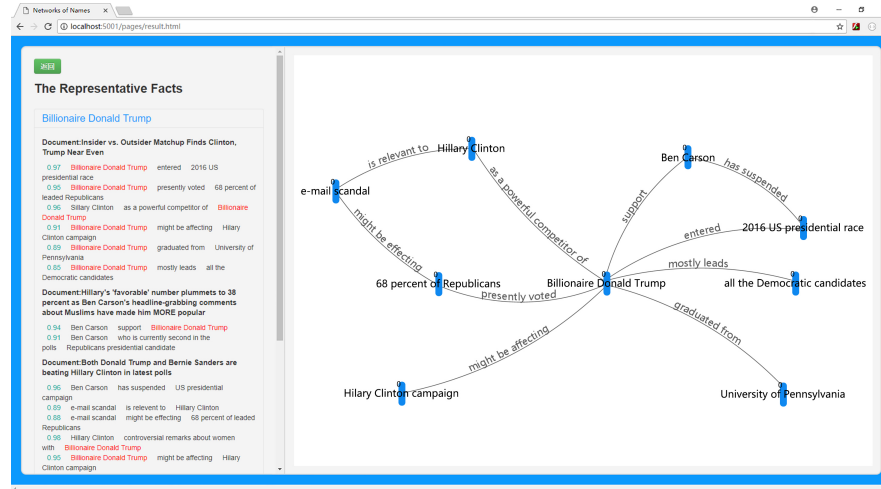 Networks of Names
localhost:5001/pages/result.html
The Representative Facts
Billionaire Donald Trump
Document:Insider vs. Outsider Matchup Finds Clinton,
Trump Near Even
0.97 Billionaire Donald Trump entered 2016 US
presidential race
0.95 Billionaire Donald Trump presently voted 68 percent of
leaded Republicans
0.96 Sillary Clinton as a powerful competitor of Billionaire
Donald Trump
0.91 Billionaire Donald Trump might be affecting Hilary
Clinton campaign
0.89 Billionaire Donald Trump graduated from University of
Pennsylvania
0.85 Billionaire Donald Trump mostly leads all the
Democratic candidates
Document:Hillary's 'favorable' number plummets to 38
percent as Ben Carson's headline-grabbing comments
about Muslims have made him MORE popular
0.94 Ben Carson support Billionaire Donald Trump
0.91 Ben Carson who is currently second in the
polls Republicans presidential candidate
Document:Both Donald Trump and Bernie Sanders are
beating Hillary Clinton in latest polls
0.96 Ben Carson has suspended US presidential
campaign
0.89 e-mail scandal is relevent to Hillary Clinton
0.88 e-mail scandal might be effecting 68 percent of leaded
Republicans
0.98 Hillary Clinton controversial remarks about women
with Billionaire Donald Trump
0.95 Billionaire Donald Trump might be affecting Hilary
Clinton campaign
0
Hillary Clinton
is relevant to
0
Ben Carson
has suspended
0
e-mail scandal
as a powerful competitor of
support
might be effecting
entered
0
2016 US presidential race
mostly leads
0
68 percent of Republicans
presently voted
0
Billionaire Donald Trump
0
all the Democratic candidates
graduated from
might be affecting
0
Hilary Clinton campaign
0
University of Pennsylvania